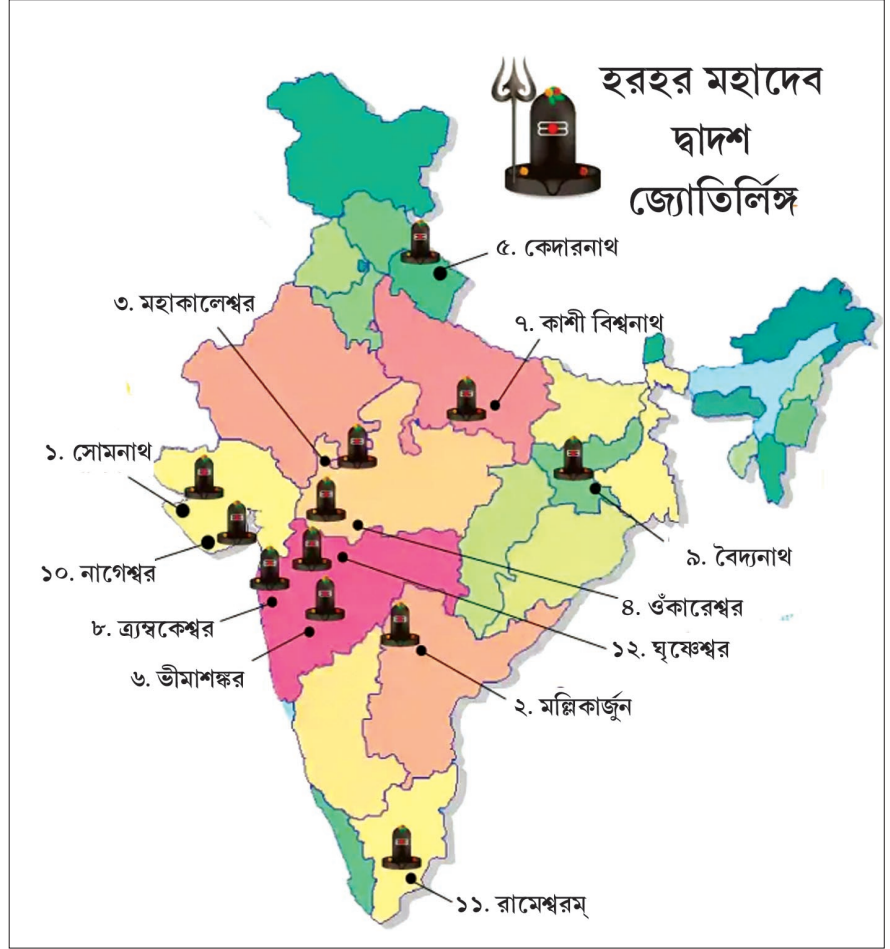 হরহর মহাদেব
দ্বাদশ
জ্যোতির্লিঙ্গ
৫. কেদারনাথ
৩. মহাকালেশ্বর
৭. কাশী বিশ্বনাথ
১. সোমনাথ
৯. বৈদ্যনাথ
১০. নাগেশ্বর
৪. ওঁকারেশ্বর
৮. ত্র্যম্বকেশ্বর
১২. ঘৃষ্ণেশ্বর
৬. ভীমাশঙ্কর
২. মল্লিকার্জুন
১১. রামেশ্বরম্